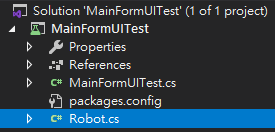 Solution 'MainFormUITest' (1 of 1 project)
MainFormUITest
Properties
References
C# MainFormUITest.cs
packages.config
C# Robot.cs